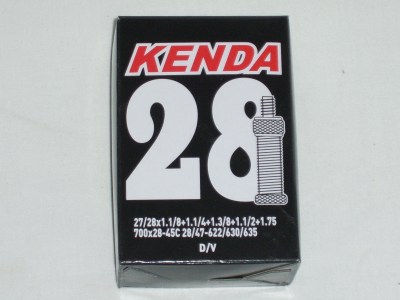 KENDA
28
27/28x1.1/8+1.1/4+1.3/8+1.1/2+1.75
700x28-45C 28/47-622/630/635
D/V